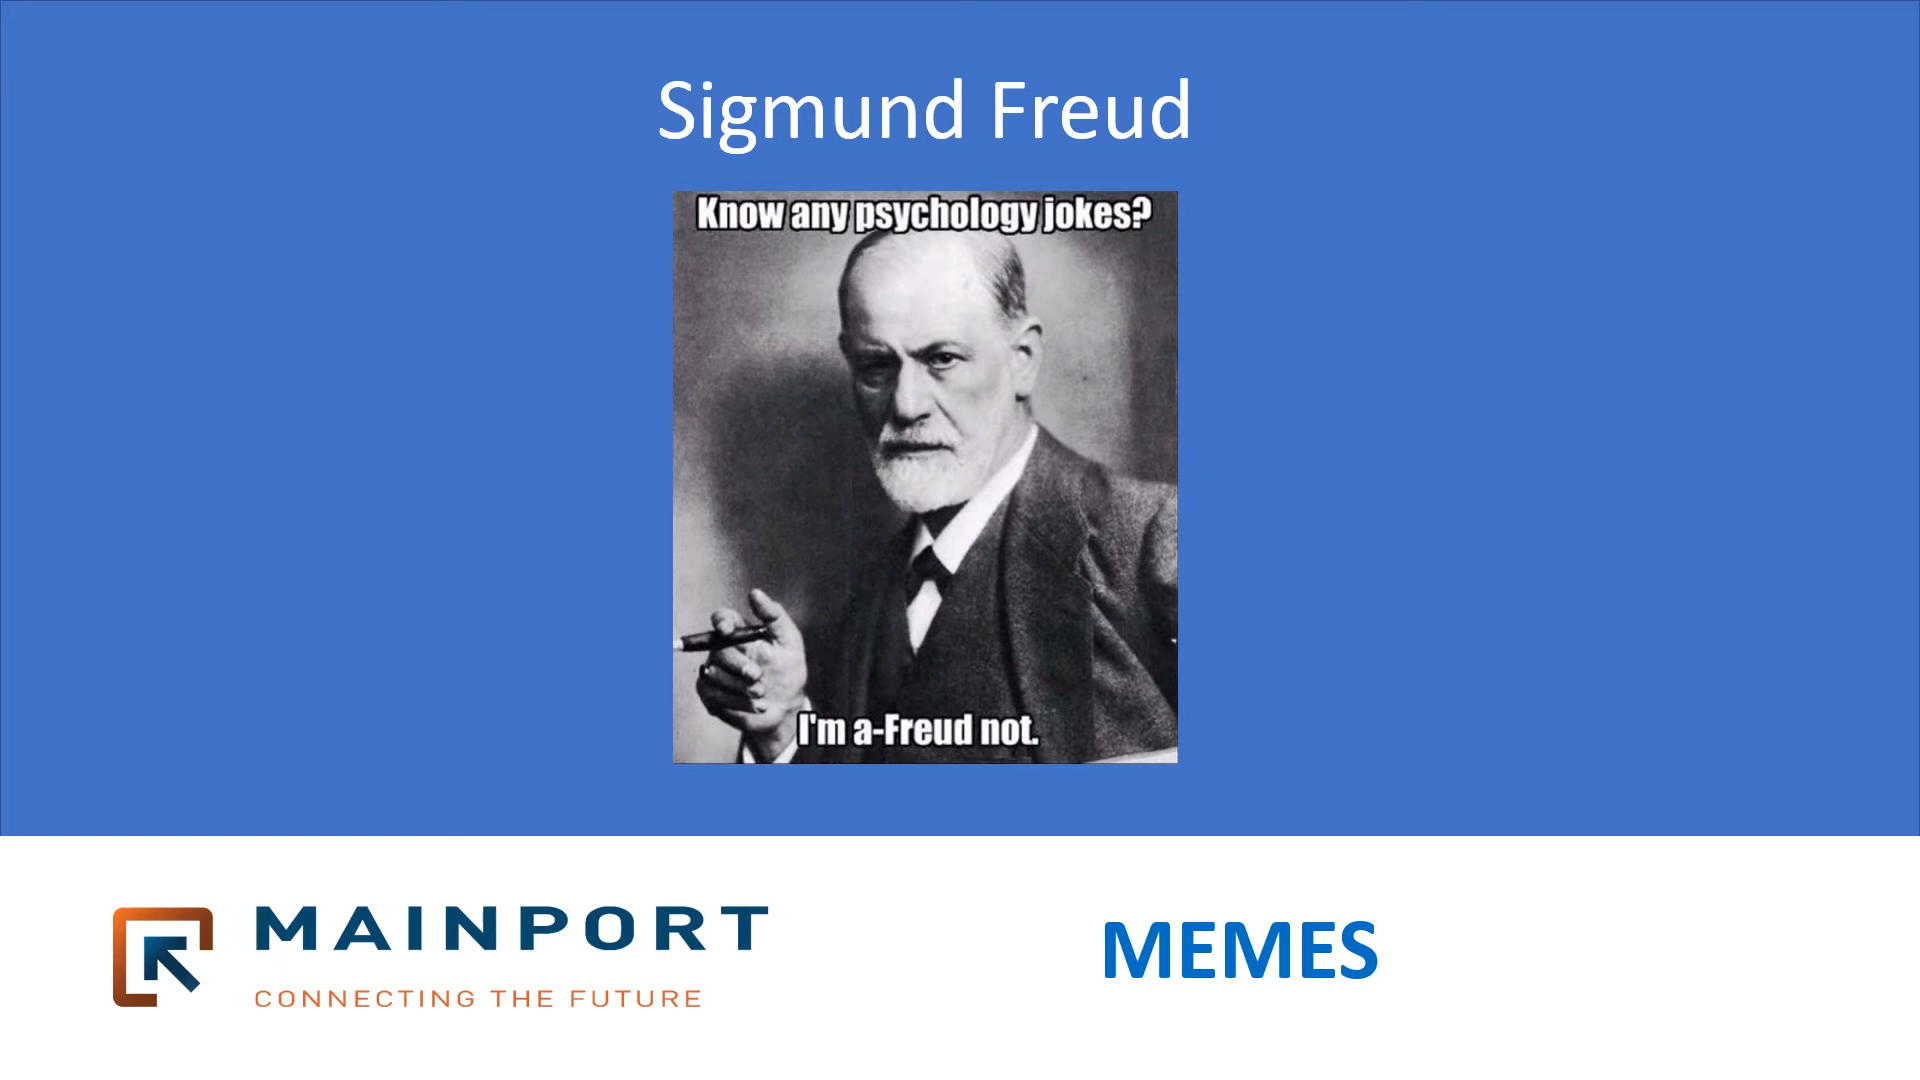 Sigmund Freud
Know any psychology jokes?
I'm a-Freud not.
MAINPORT
CONNECTING THE FUTURE
MEMES